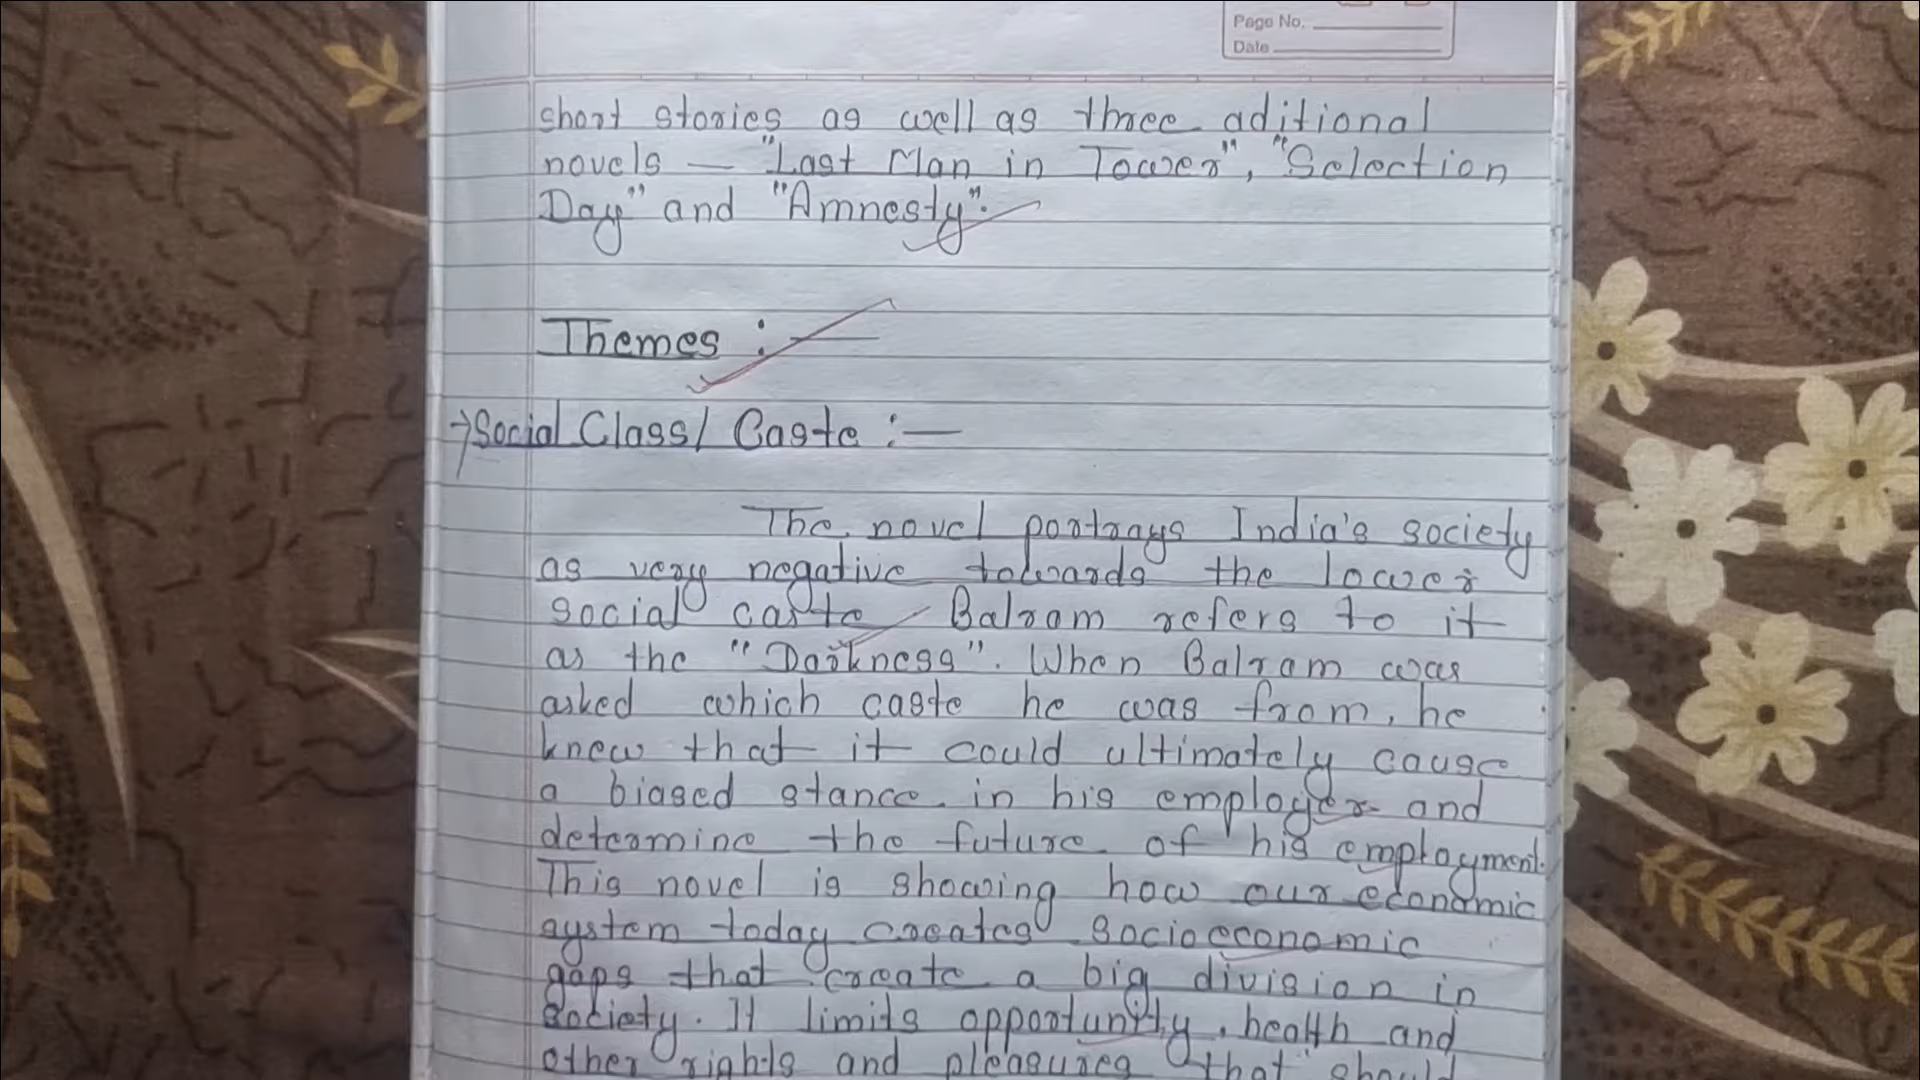 Page No.
Date
short stories as well as three aditional
novels — "Last Man in Tower", "Selection
Day" and "Amnesty".
Themes :—
→Social Class/ Caste :—
The novel portrays India's society
as very negative towards the lower
social caste Balram refers to it
as the "Darkness". When Balram was
asked which caste he was from, he
knew that it could ultimately cause
a biased stance in his employer and
determine the future of his employment.
This novel is showing how our economic
system today creates socioeconomic
gaps that create a big division in
society. It limits opportunity, health and
other rights and pleasures that should